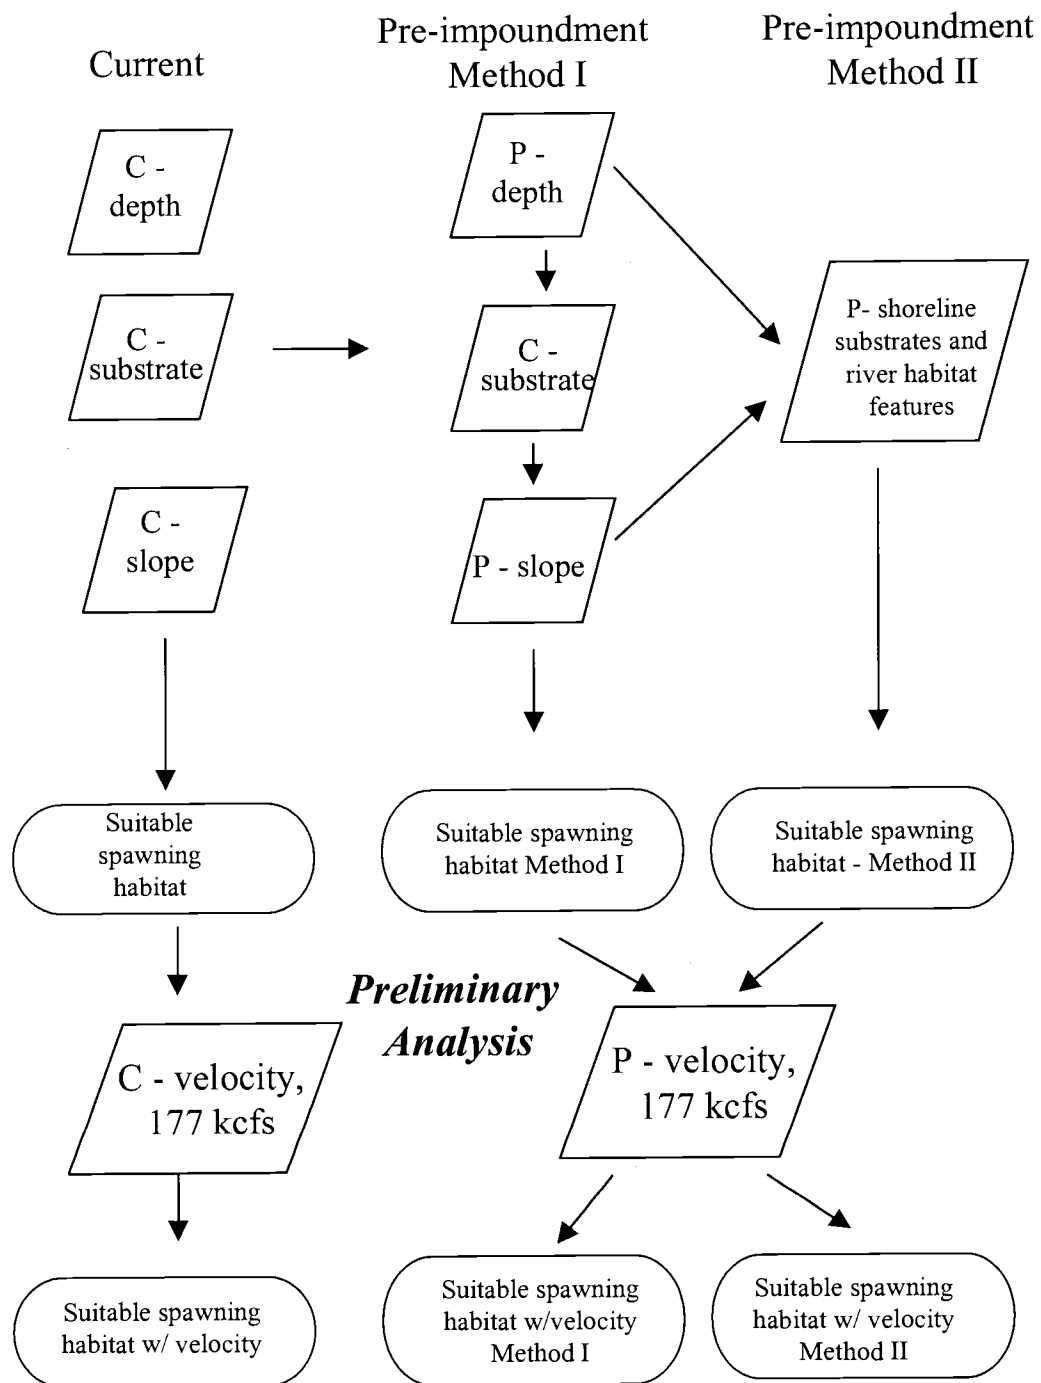 Current
Pre-impoundment
Method I
Pre-impoundment
Method II
C -
depth
P -
depth
C -
substrate
C -
substrate
P- shoreline
substrates and
river habitat
features
C -
slope
P - slope
Suitable
spawning
habitat
Suitable spawning
habitat Method I
Suitable spawning
habitat - Method II
Preliminary
Analysis
C - velocity,
177 kcfs
P - velocity,
177 kcfs
Suitable spawning
habitat w/ velocity
Suitable spawning
habitat w/velocity
Method I
Suitable spawning
habitat w/ velocity
Method II